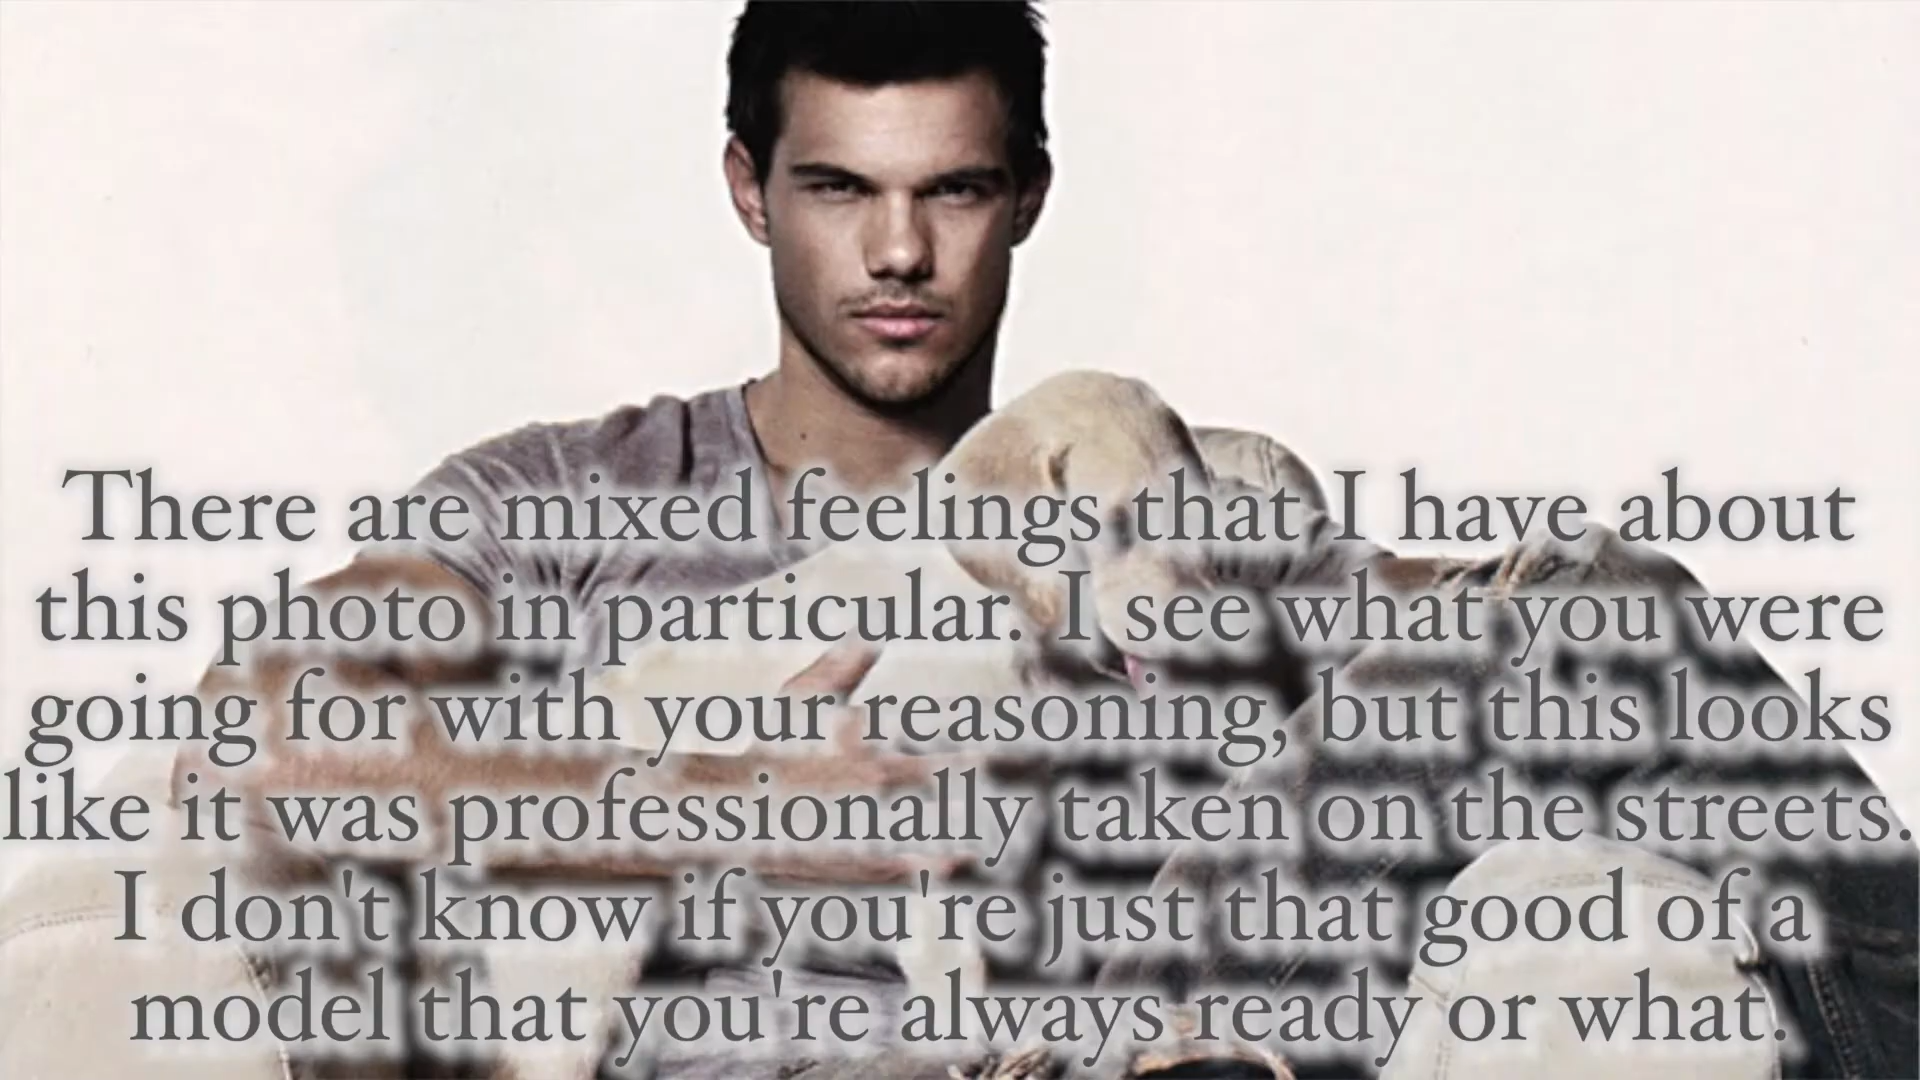 There are mixed feelings that I have about
this photo in particular. I see what you were
going for with your reasoning, but this looks
like it was professionally taken on the streets.
I don't know if you're just that good of a
model that you're always ready or what.